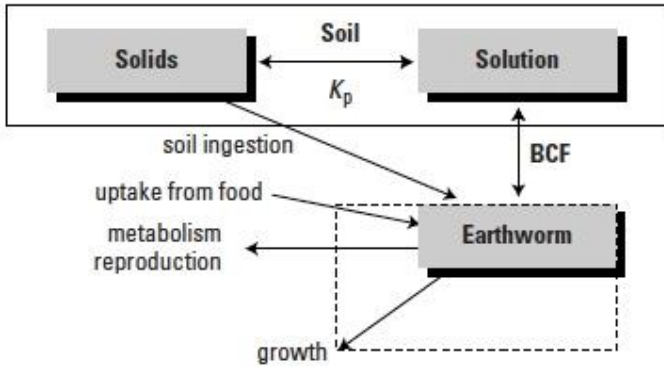 Soil
Solids
Solution
Kp
soil ingestion
BCF
uptake from food
Earthworm
metabolism
reproduction
growth